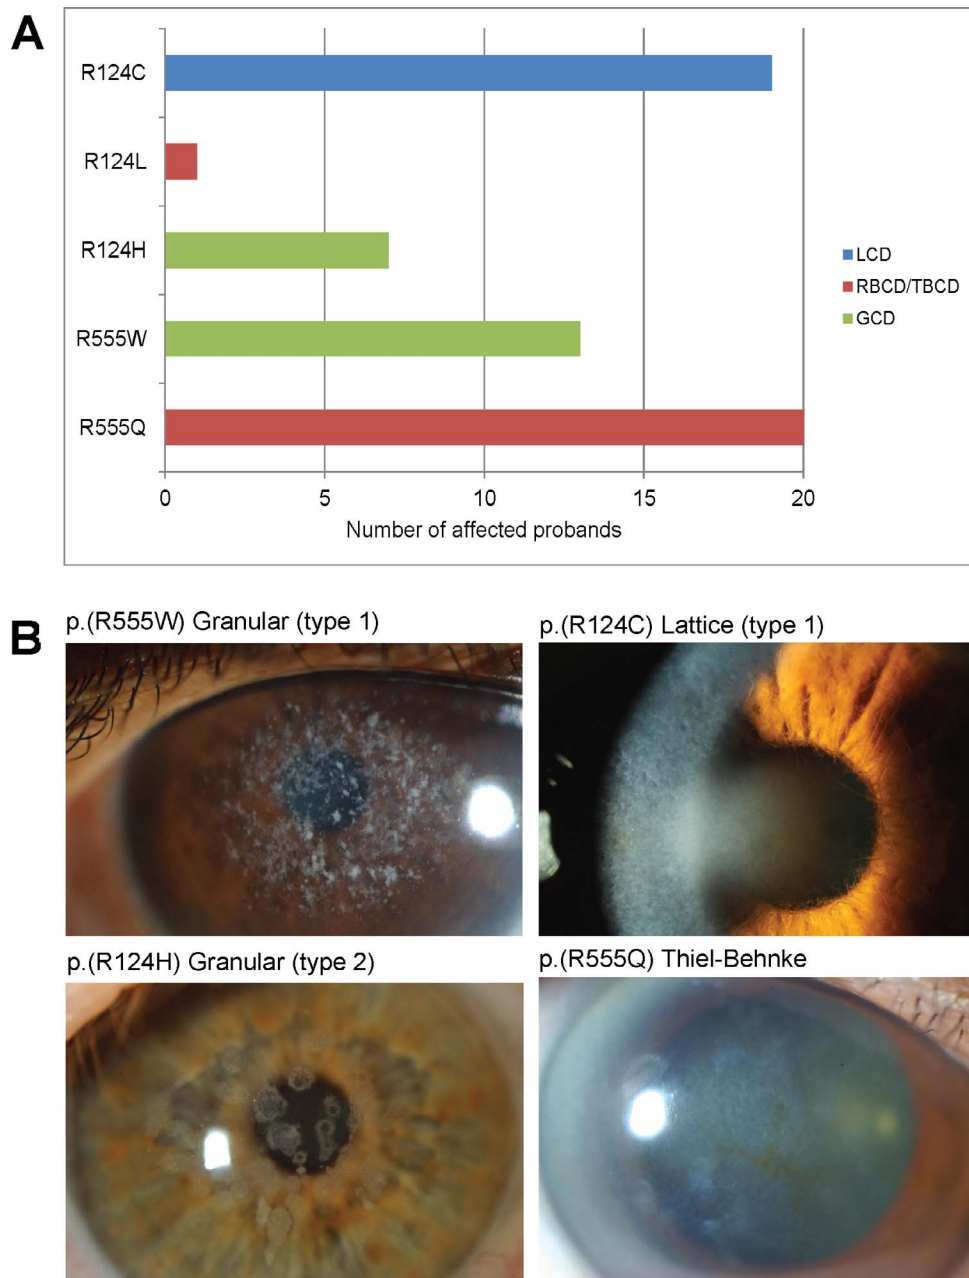 A
R124C
R124L
R124H
R555W
R555Q
0 5 10 15 20
Number of affected probands
LCD
RBCD/TBCD
GCD
B
p.(R555W) Granular (type 1)
p.(R124C) Lattice (type 1)
p.(R124H) Granular (type 2)
p.(R555Q) Thiel-Behnke